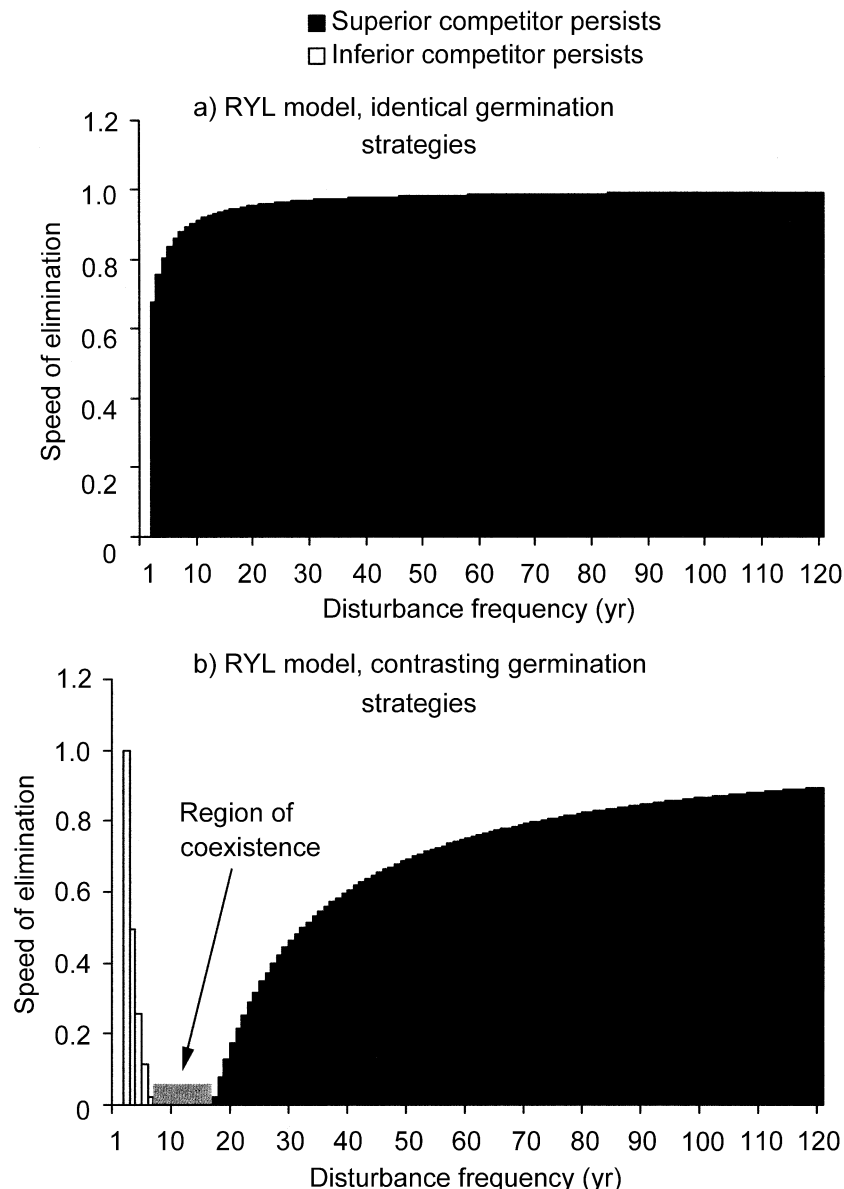 Superior competitor persists
Inferior competitor persists
a) RYL model, identical germination
strategies
1.2
1.0
0.8
0.6
0.4
0.2
0
Speed of elimination
1 10 20 30 40 50 60 70 80 90 100 110 120
Disturbance frequency (yr)
b) RYL model, contrasting germination
strategies
1.2
1.0
0.8
0.6
0.4
0.2
0
Speed of elimination
Region of
coexistence
1 10 20 30 40 50 60 70 80 90 100 110 120
Disturbance frequency (yr)